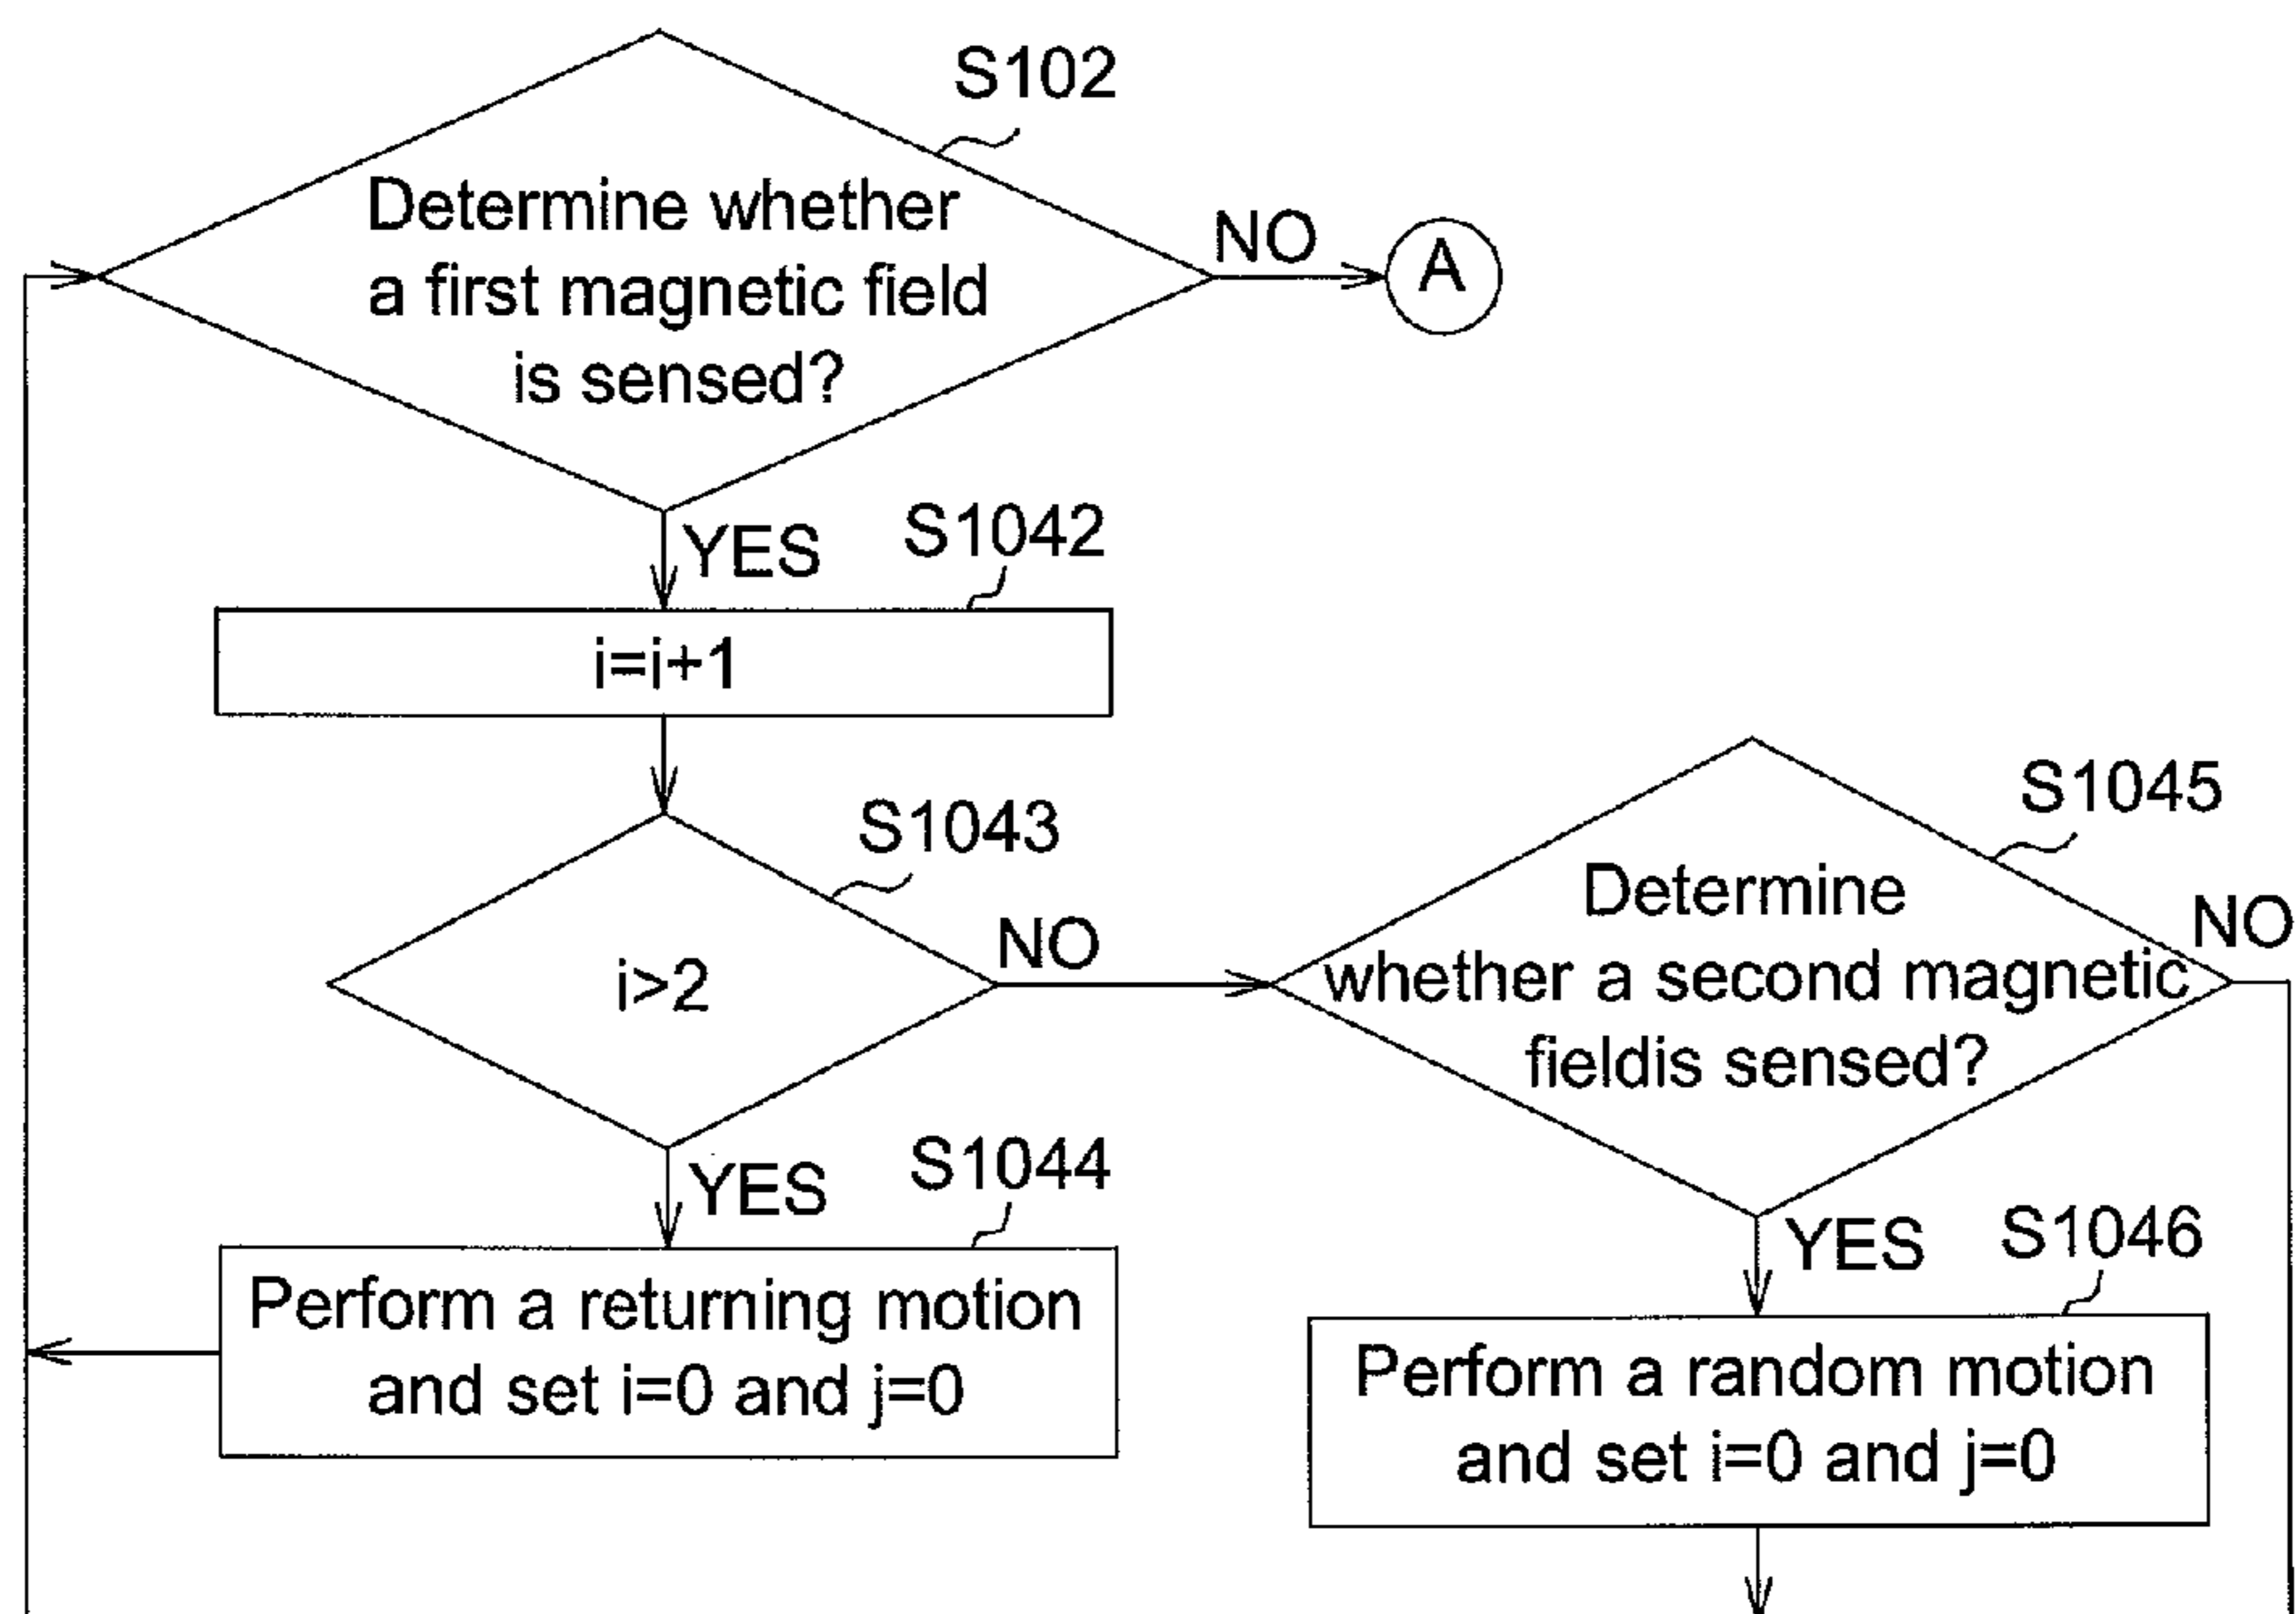 S102
Determine whether
a first magnetic field
is sensed?
NO
A
YES
S1042
i=i+1
S1043
i>2
NO
S1045
Determine
whether a second magnetic
fieldis sensed?
NO
YES
S1044
Perform a returning motion
and set i=0 and j=0
YES
S1046
Perform a random motion
and set i=0 and j=0